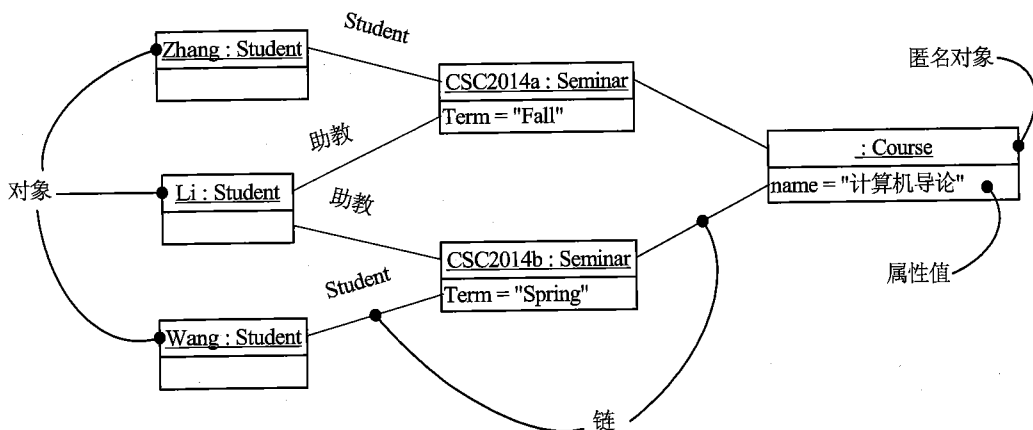 Student
Zhang : Student
匿名对象
CSC2014a : Seminar
Term = "Fall"
助教
: Course
name = "计算机导论"
对象
Li : Student
助教
CSC2014b : Seminar
Term = "Spring"
属性值
Student
Wang : Student
链